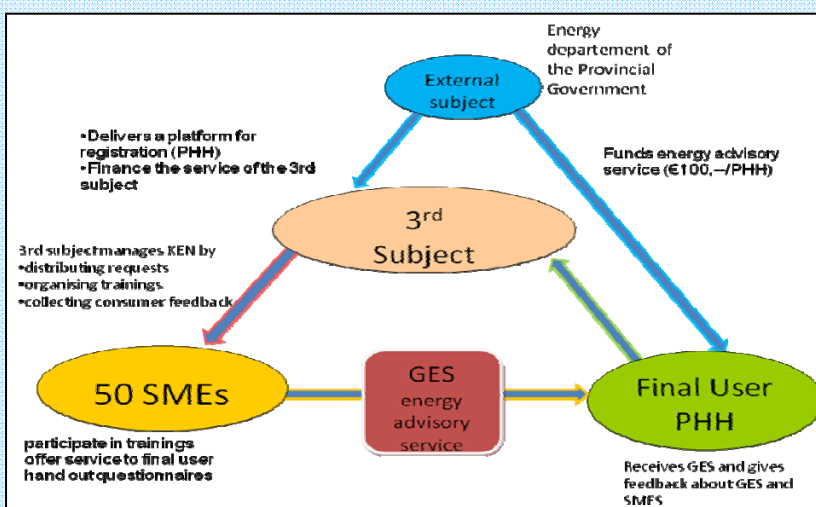 Energy
departement of
the Provincial
Government
External
subject
•Delivers a platform for
registration (PHH)
•Finance the service of the 3rd
subject
Funds energy advisory
service (€100,--/PHH)
3rd
Subject
3rd subject manages KEN by
•distributing requests
•organising trainings
•collecting consumer feedback
50 SMEs
GES
energy
advisory
service
Final User
PHH
participate in trainings
offer service to final user
hand out questionnaires
Receives GES and gives
feedback about GES and
SMES